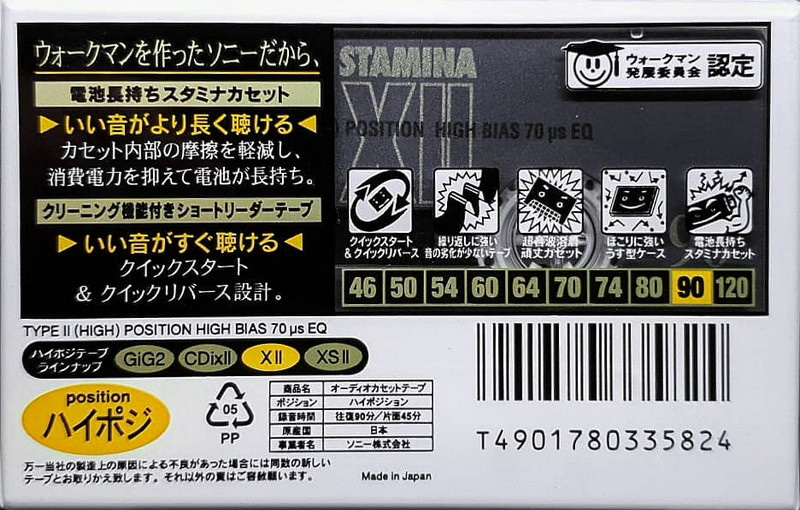 ウォークマンを作ったソニーだから、
電池長持ちスタミナカセット
▶いい音がより長く聴ける◀
カセット内部の摩擦を軽減し、
消費電力を抑えて電池が長持ち。
クリーニング機能付きショートリーダーテープ
▶いい音がすぐ聴ける◀
クイックスタート
& クイックリバース設計。
STAMINA
XII
POSITION HIGH BIAS 70 µs EQ
ウォークマン
発展委員会
認定
クイックスタート
&クイックリバース
繰り返しに強い
音の劣化が少ないテープ
超音波溶着
頑丈カセット
ほこりに強い
うす型ケース
電池長持ち
スタミナカセット
46 50 54 60 64 70 74 80 90 120
TYPE II (HIGH) POSITION HIGH BIAS 70 µs EQ
ハイポジテープ
ラインナップ
GiG2 CDixII XII XSII
position
ハイポジ
05
PP
商品名 オーディオカセットテープ
ポジション ハイポジション
録音時間 往復90分/片面45分
原産国 日本
事業者名 ソニー株式会社
T4901780335824
万一当社の製造上の原因による不良があった場合には同数の新しい
テープとお取りかえ致します。それ以外の責はご容赦願います。
Made in Japan